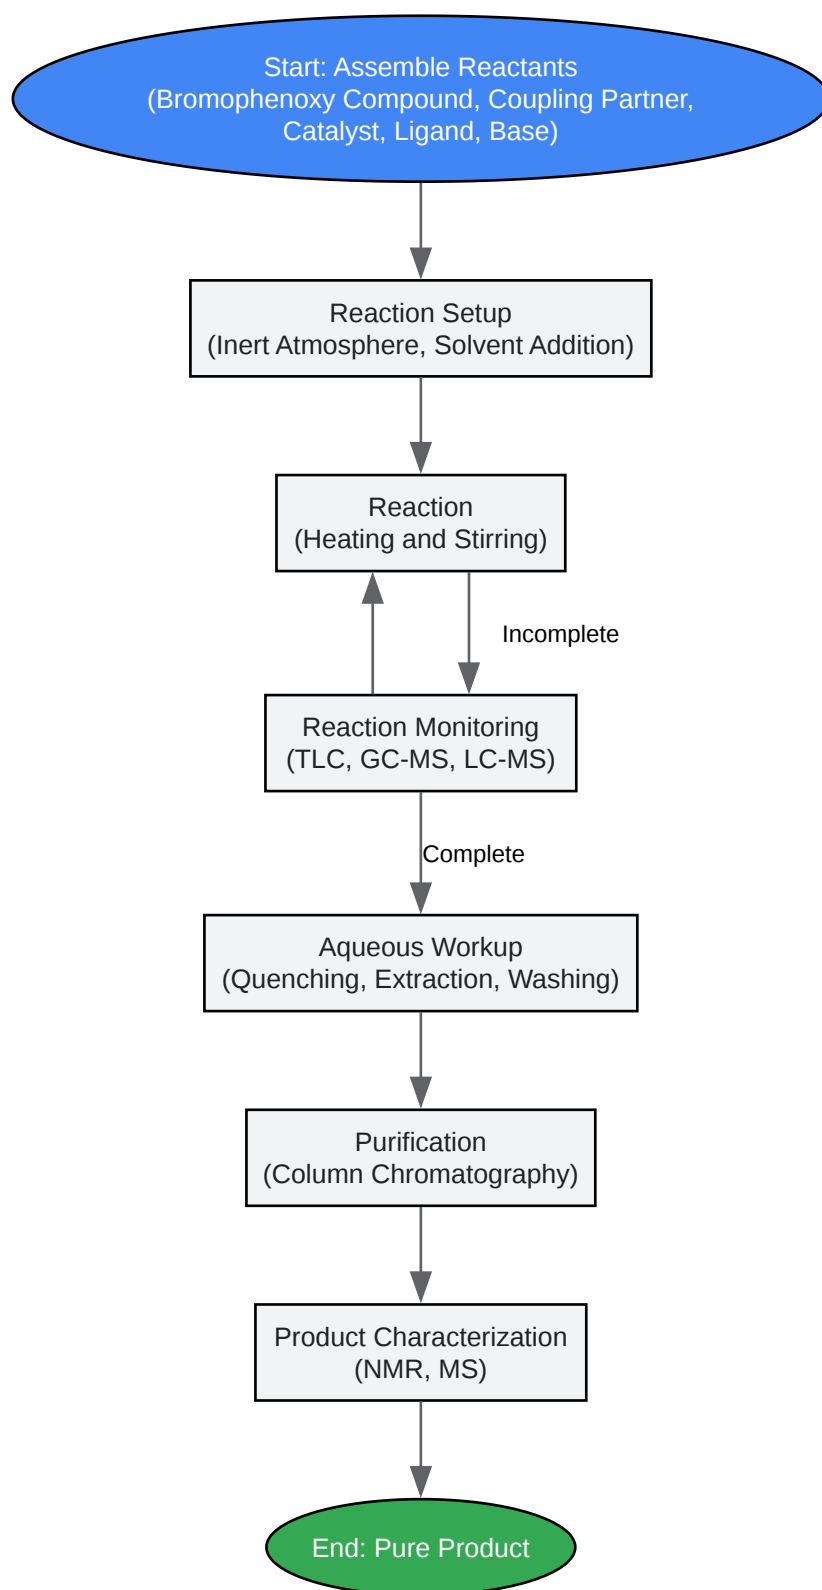 Start: Assemble Reactants
(Bromophenoxy Compound, Coupling Partner,
Catalyst, Ligand, Base)
Reaction Setup
(Inert Atmosphere, Solvent Addition)
Reaction
(Heating and Stirring)
Incomplete
Reaction Monitoring
(TLC, GC-MS, LC-MS)
Complete
Aqueous Workup
(Quenching, Extraction, Washing)
Purification
(Column Chromatography)
Product Characterization
(NMR, MS)
End: Pure Product